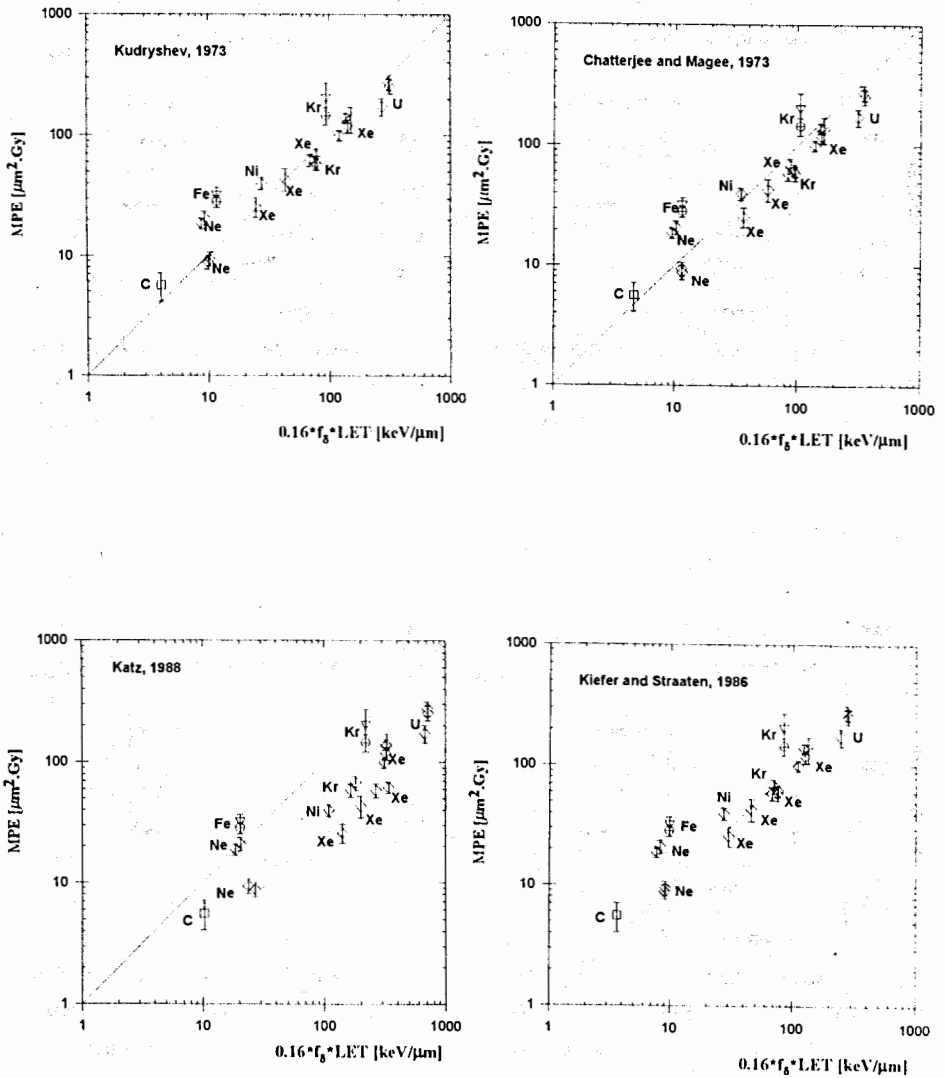 Kudryshev, 1973
MPE [μm².Gy]
1000
100
10
1
C
Ne
Ne
Fe
Ni
Xe
Xe
Xe
Kr
Kr
Xe
U
1
10
100
1000
0.16*f_δ*LET [keV/μm]
Chatterjee and Magee, 1973
MPE [μm².Gy]
1000
100
10
1
C
Ne
Ne
Fe
Ni
Xe
Xe
Xe
Kr
Kr
Xe
U
1
10
100
1000
0.16*f_δ*LET [keV/μm]
Katz, 1988
MPE [μm².Gy]
1000
100
10
1
C
Ne
Ne
Fe
Ni
Xe
Xe
Kr
Xe
Kr
Xe
U
1
10
100
1000
0.16*f_δ*LET [keV/μm]
Kiefer and Straaten, 1986
MPE [μm².Gy]
1000
100
10
1
C
Ne
Ne
Fe
Ni
Xe
Xe
Kr
Xe
Kr
Xe
U
1
10
100
1000
0.16*f_δ*LET [keV/μm]